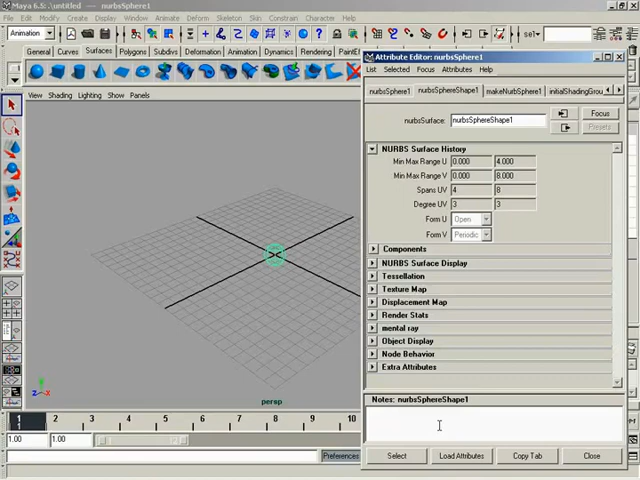 Maya 6.5: .\untitled ---- nurbsSphere1
File Edit Modify Create Display Window Animate Deform Skeleton Skin Constrain Character
Animation
sel
General Curves Surfaces Polygons Subdivs Deformation Animation Dynamics Rendering PaintEf
Attribute Editor: nurbsSphere1
List Selected Focus Attributes Help
nurbsSphere1 nurbsSphereShape1 makeNurbSphere1 initialShadingGrou
nurbsSurface: nurbsSphereShape1
Focus
Presets
View Shading Lighting Show Panels
NURBS Surface History
Min Max Range U 0.000 4.000
Min Max Range V 0.000 8.000
Spans UV 4 8
Degree UV 3 3
Form U Open
Form V Periodic
Components
NURBS Surface Display
Tessellation
Texture Map
Displacement Map
Render Stats
mental ray
Object Display
Node Behavior
Extra Attributes
Notes: nurbsSphereShape1
Y
Z X
persp
1 2 3 4 5 6 7 8 9 10
1.00 1.00
Preferences
Select Load Attributes Copy Tab Close